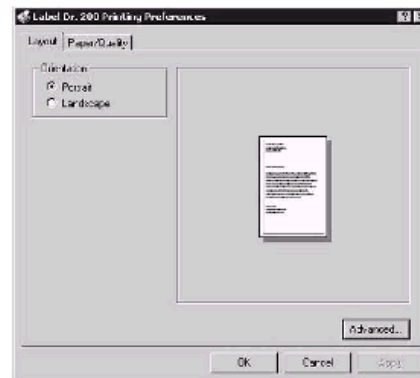 Label Dr. 200 Printing Preferences
Layout Paper/Quality
Orientation
Portrait
Landscape
Advanced...
OK Cancel Apply